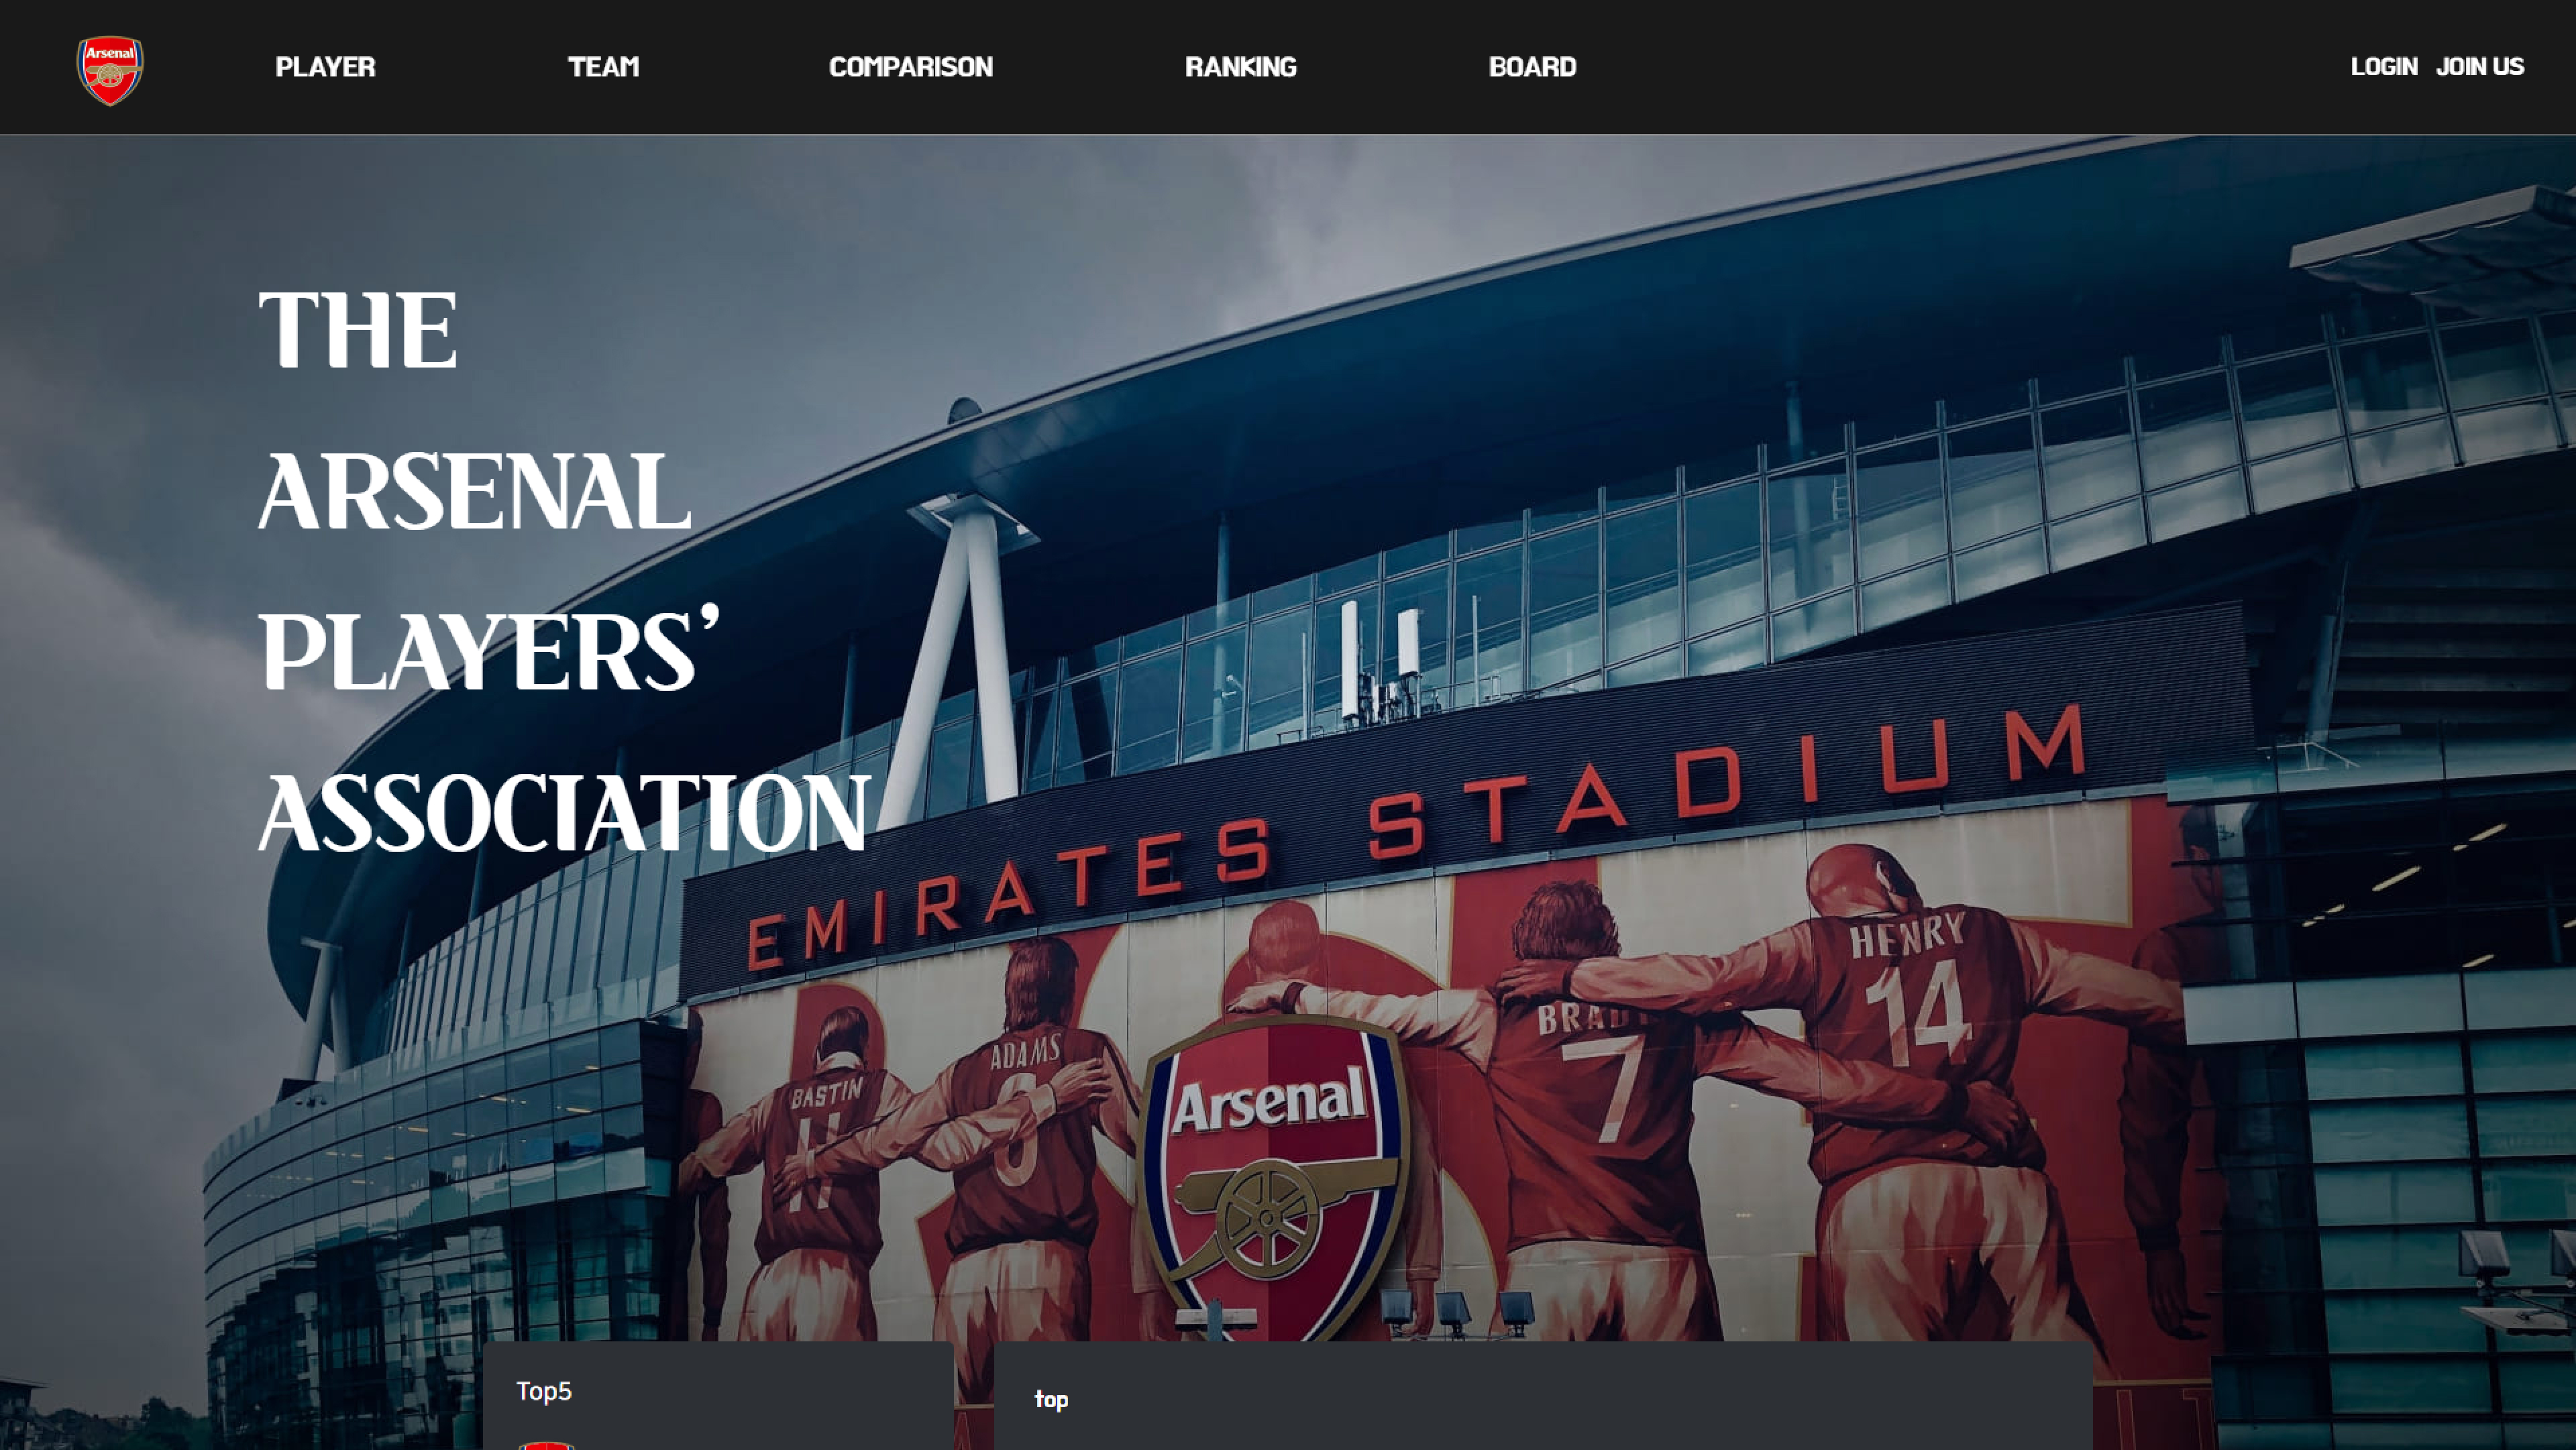 Arsenal
PLAYER TEAM COMPARISON RANKING BOARD LOGIN JOIN US
THE
ARSENAL
PLAYERS’
ASSOCIATION
EMIRATES STADIUM
HENRY
14
BASTIN
11
ADAMS
6
7
Arsenal
Top5
top